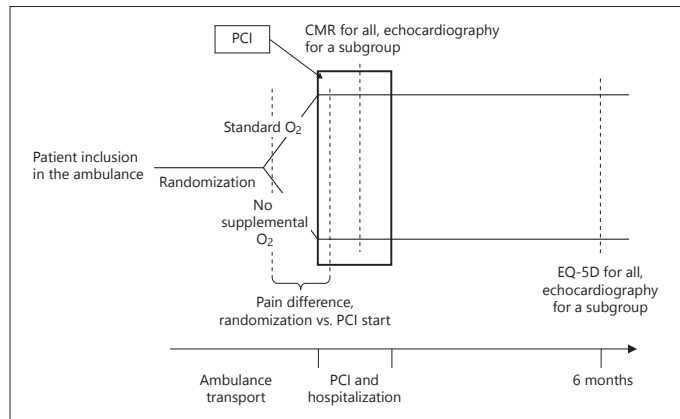 PCI
CMR for all, echocardiography
for a subgroup
Standard O₂
Patient inclusion
in the ambulance
Randomization
No
supplemental
O₂
EQ-5D for all,
echocardiography
for a subgroup
Pain difference,
randomization vs. PCI start
Ambulance
transport
PCI and
hospitalization
6 months